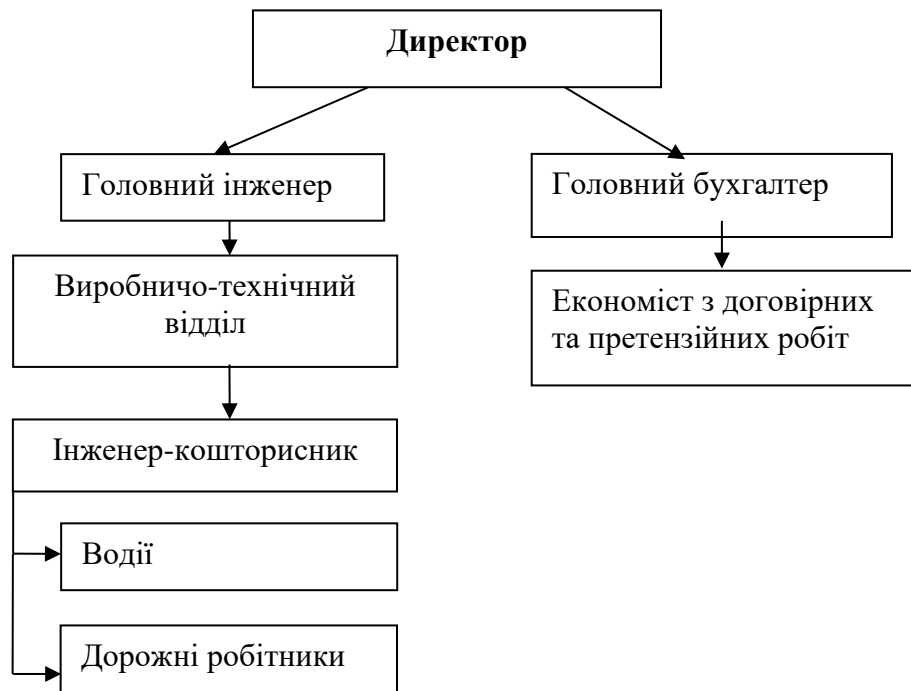 Директор
Головний інженер
Головний бухгалтер
Виробничо-технічний
відділ
Економіст з договірних
та претензійних робіт
Інженер-кошторисник
Водії
Дорожні робітники